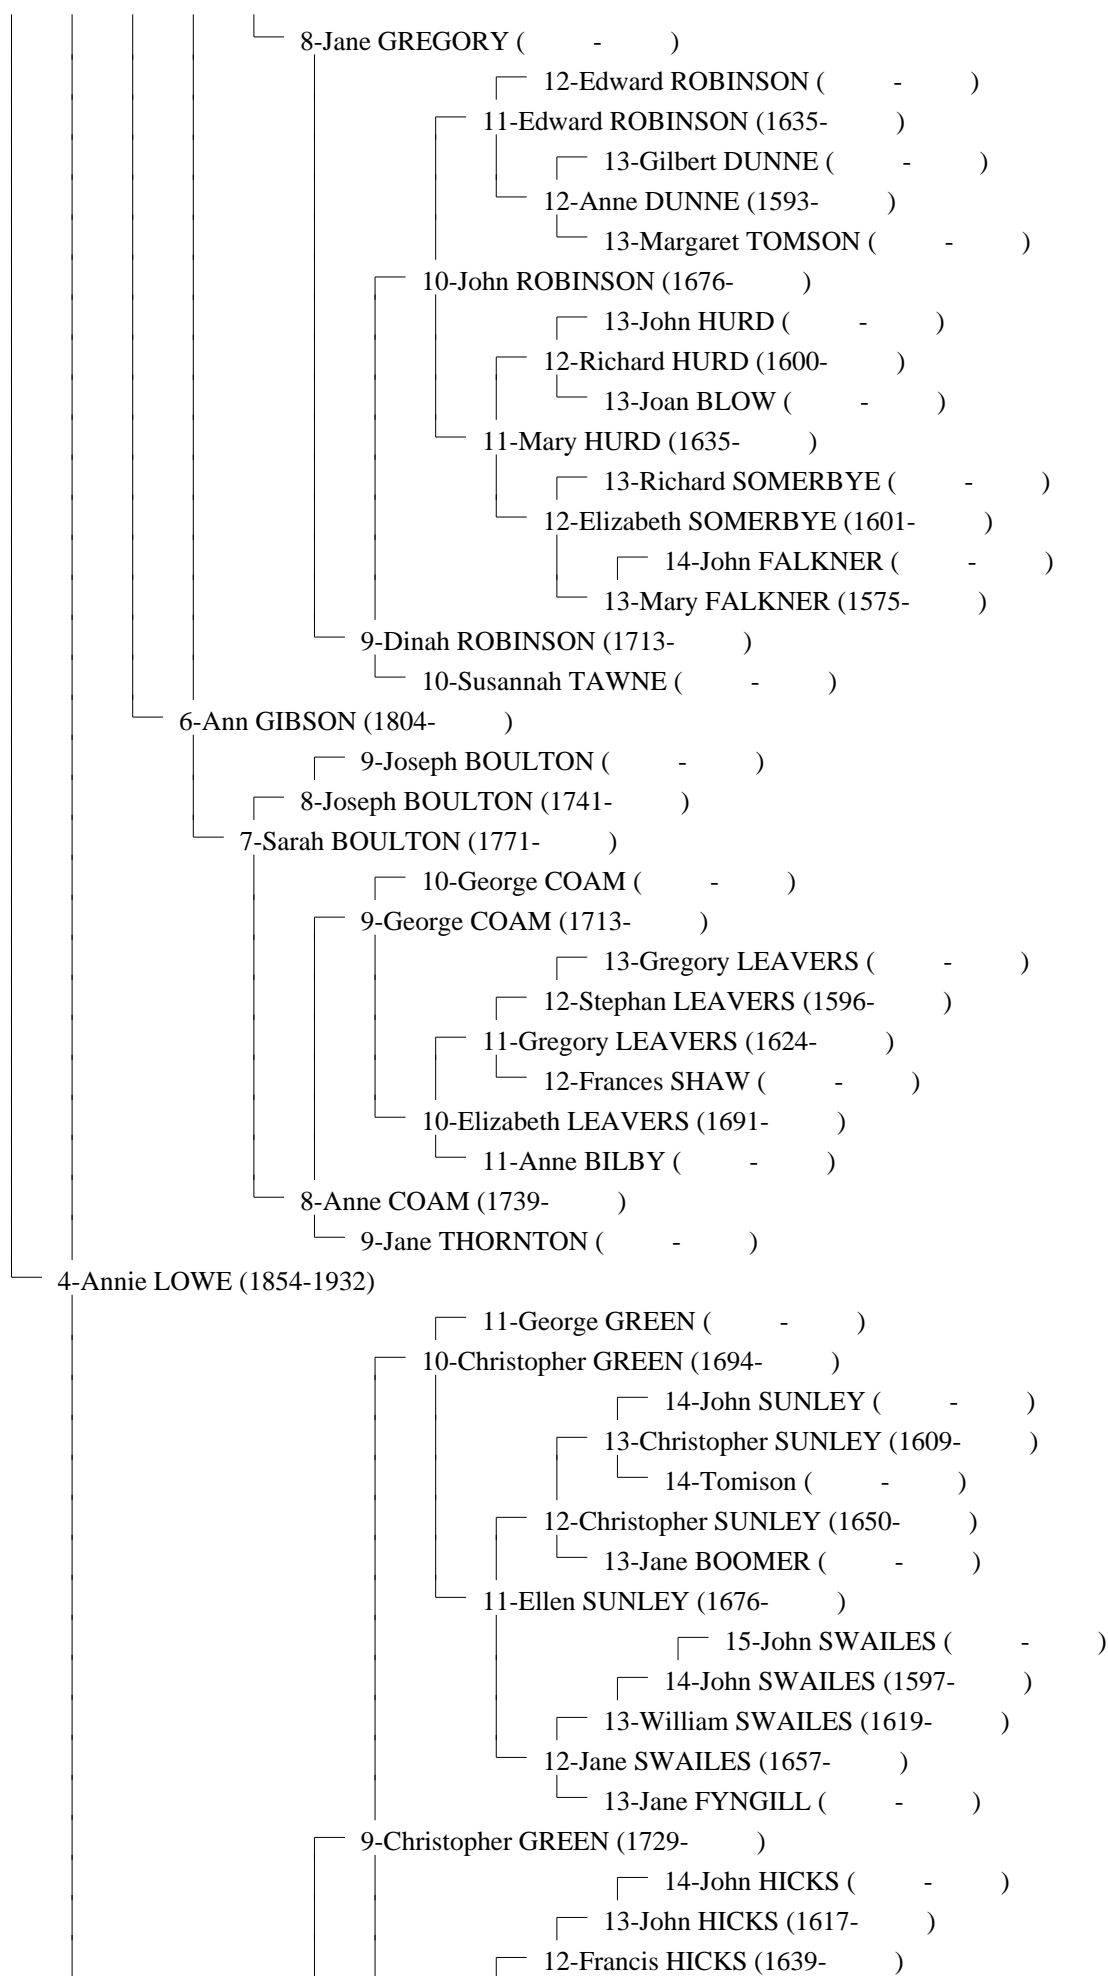 8-Jane GREGORY ( - )
12-Edward ROBINSON ( - )
11-Edward ROBINSON (1635- )
13-Gilbert DUNNE ( - )
12-Anne DUNNE (1593- )
13-Margaret TOMSON ( - )
10-John ROBINSON (1676- )
13-John HURD ( - )
12-Richard HURD (1600- )
13-Joan BLOW ( - )
11-Mary HURD (1635- )
13-Richard SOMERBYE ( - )
12-Elizabeth SOMERBYE (1601- )
14-John FALKNER ( - )
13-Mary FALKNER (1575- )
9-Dinah ROBINSON (1713- )
10-Susannah TAWNE ( - )
6-Ann GIBSON (1804- )
9-Joseph BOULTON ( - )
8-Joseph BOULTON (1741- )
7-Sarah BOULTON (1771- )
10-George COAM ( - )
9-George COAM (1713- )
13-Gregory LEAVERS ( - )
12-Stephan LEAVERS (1596- )
11-Gregory LEAVERS (1624- )
12-Frances SHAW ( - )
10-Elizabeth LEAVERS (1691- )
11-Anne BILBY ( - )
8-Anne COAM (1739- )
9-Jane THORNTON ( - )
4-Annie LOWE (1854-1932)
11-George GREEN ( - )
10-Christopher GREEN (1694- )
14-John SUNLEY ( - )
13-Christopher SUNLEY (1609- )
14-Tomison ( - )
12-Christopher SUNLEY (1650- )
13-Jane BOOMER ( - )
11-Ellen SUNLEY (1676- )
15-John SWAILES ( - )
14-John SWAILES (1597- )
13-William SWAILES (1619- )
12-Jane SWAILES (1657- )
13-Jane FYNGILL ( - )
9-Christopher GREEN (1729- )
14-John HICKS ( - )
13-John HICKS (1617- )
12-Francis HICKS (1639- )